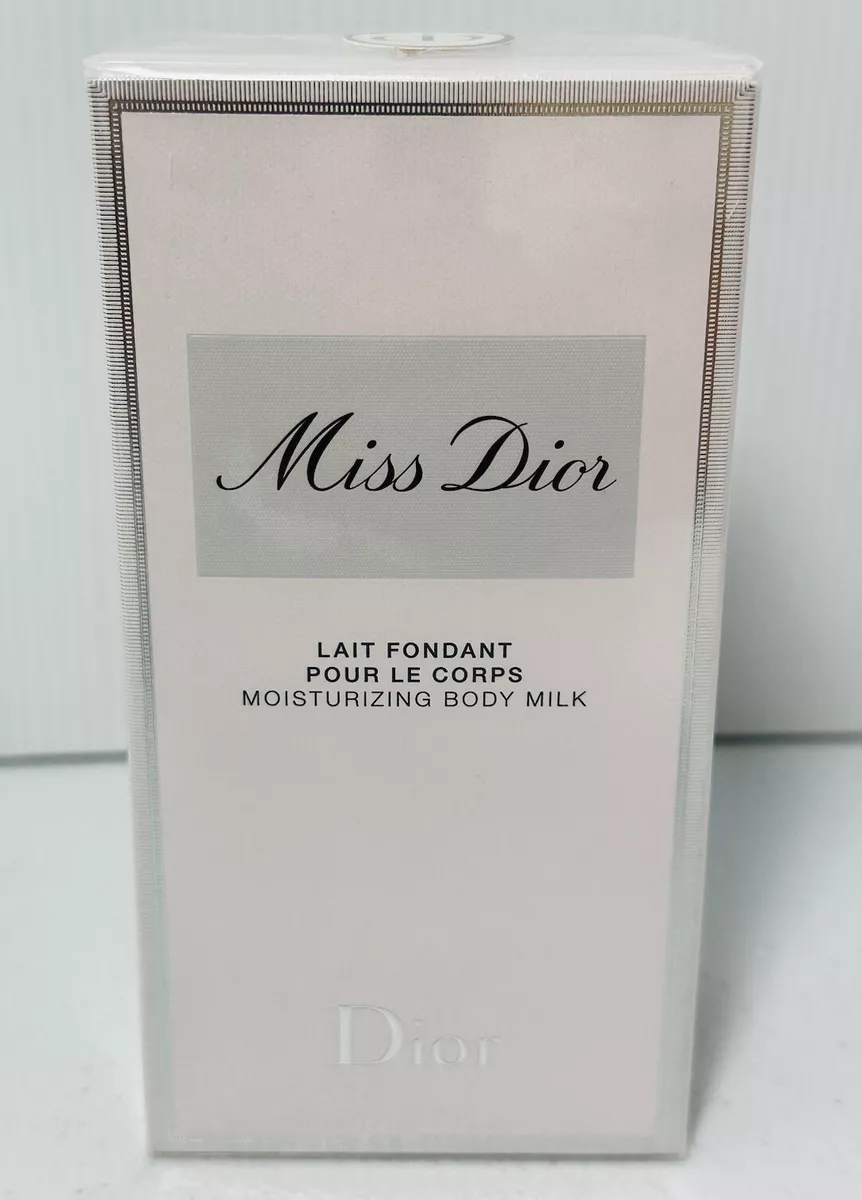 Miss Dior
LAIT FONDANT
POUR LE CORPS
MOISTURIZING BODY MILK
Dior